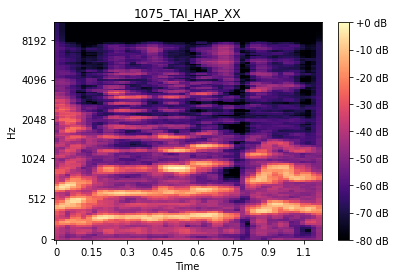 1075_TAI_HAP_XX
8192
4096
2048
1024
512
0
Hz
0
0.15
0.3
0.45
0.6
0.75
0.9
1.1
Time
+0 dB
-10 dB
-20 dB
-30 dB
-40 dB
-50 dB
-60 dB
-70 dB
-80 dB